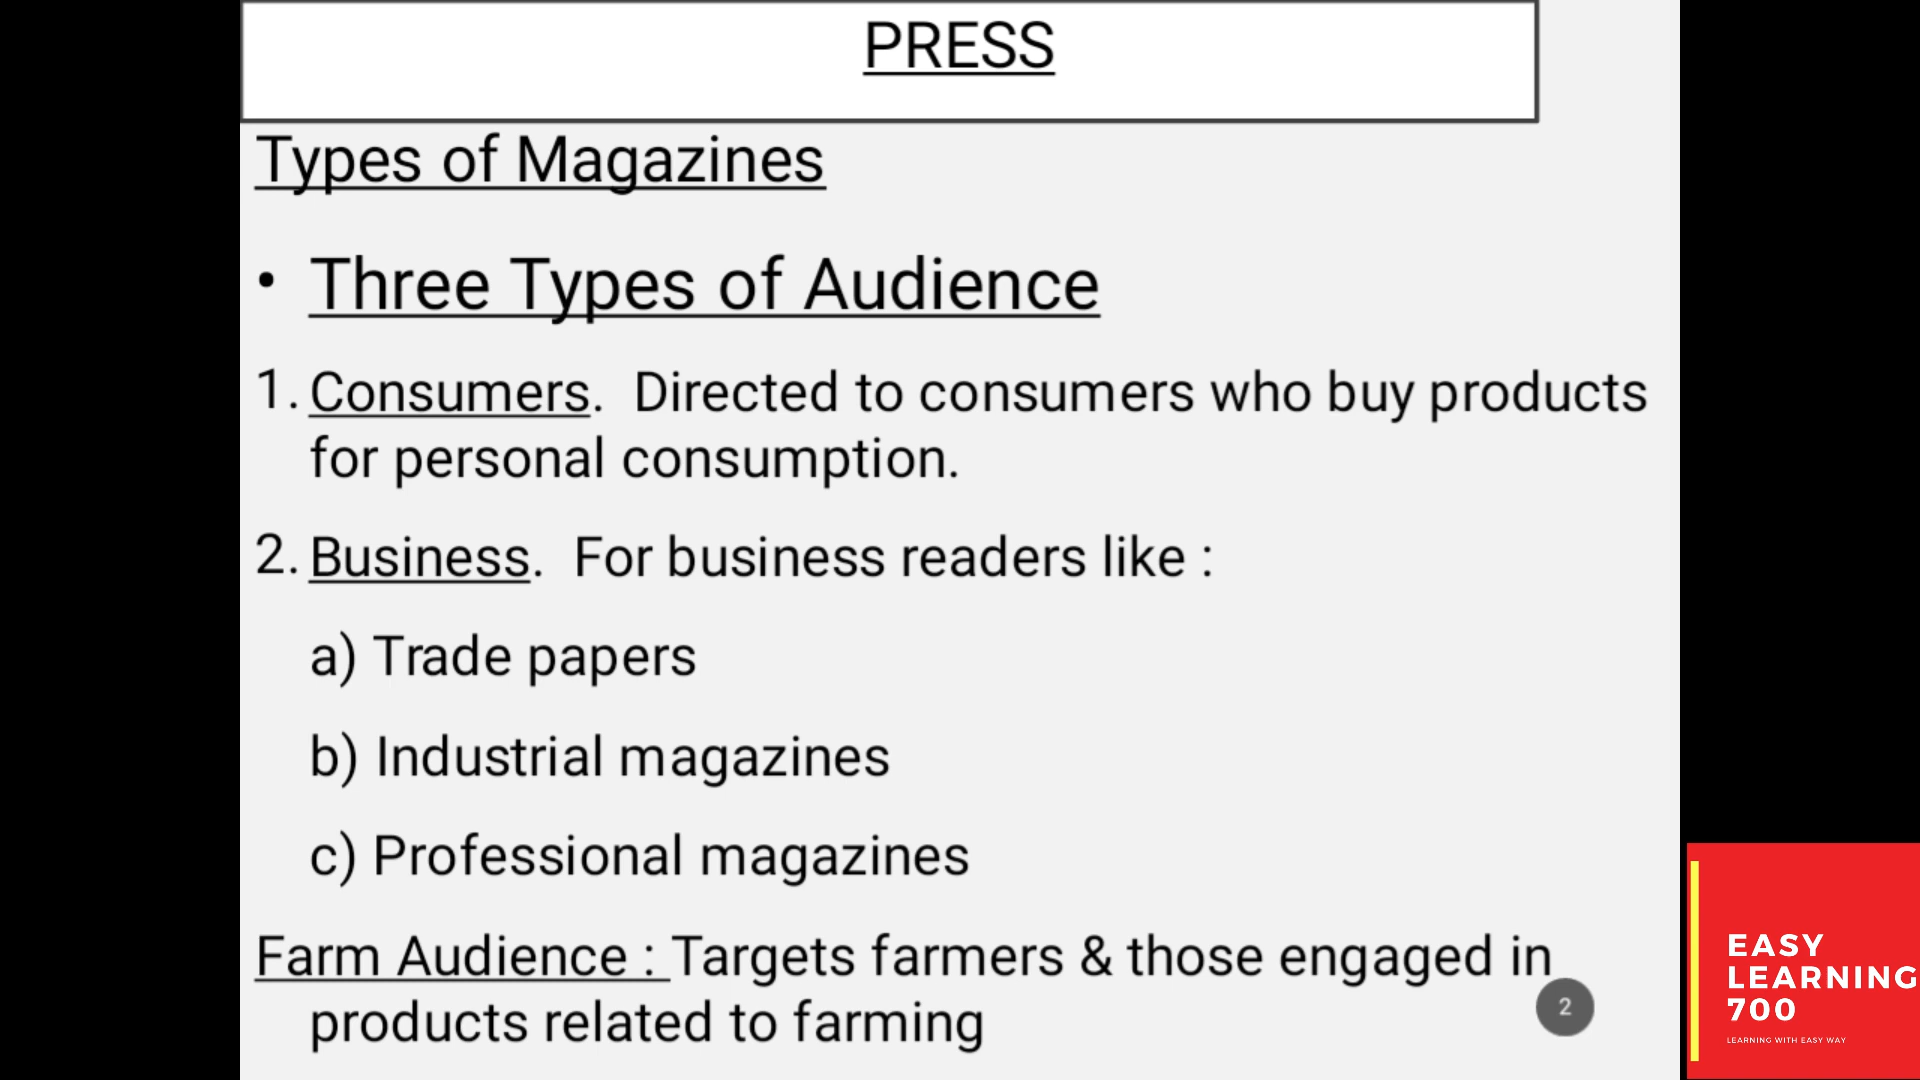 PRESS
Types of Magazines
• Three Types of Audience
1. Consumers. Directed to consumers who buy products
for personal consumption.
2. Business. For business readers like :
a) Trade papers
b) Industrial magazines
c) Professional magazines
Farm Audience : Targets farmers & those engaged in
products related to farming
2
EASY
LEARNING
700
LEARNING WITH EASY WAY